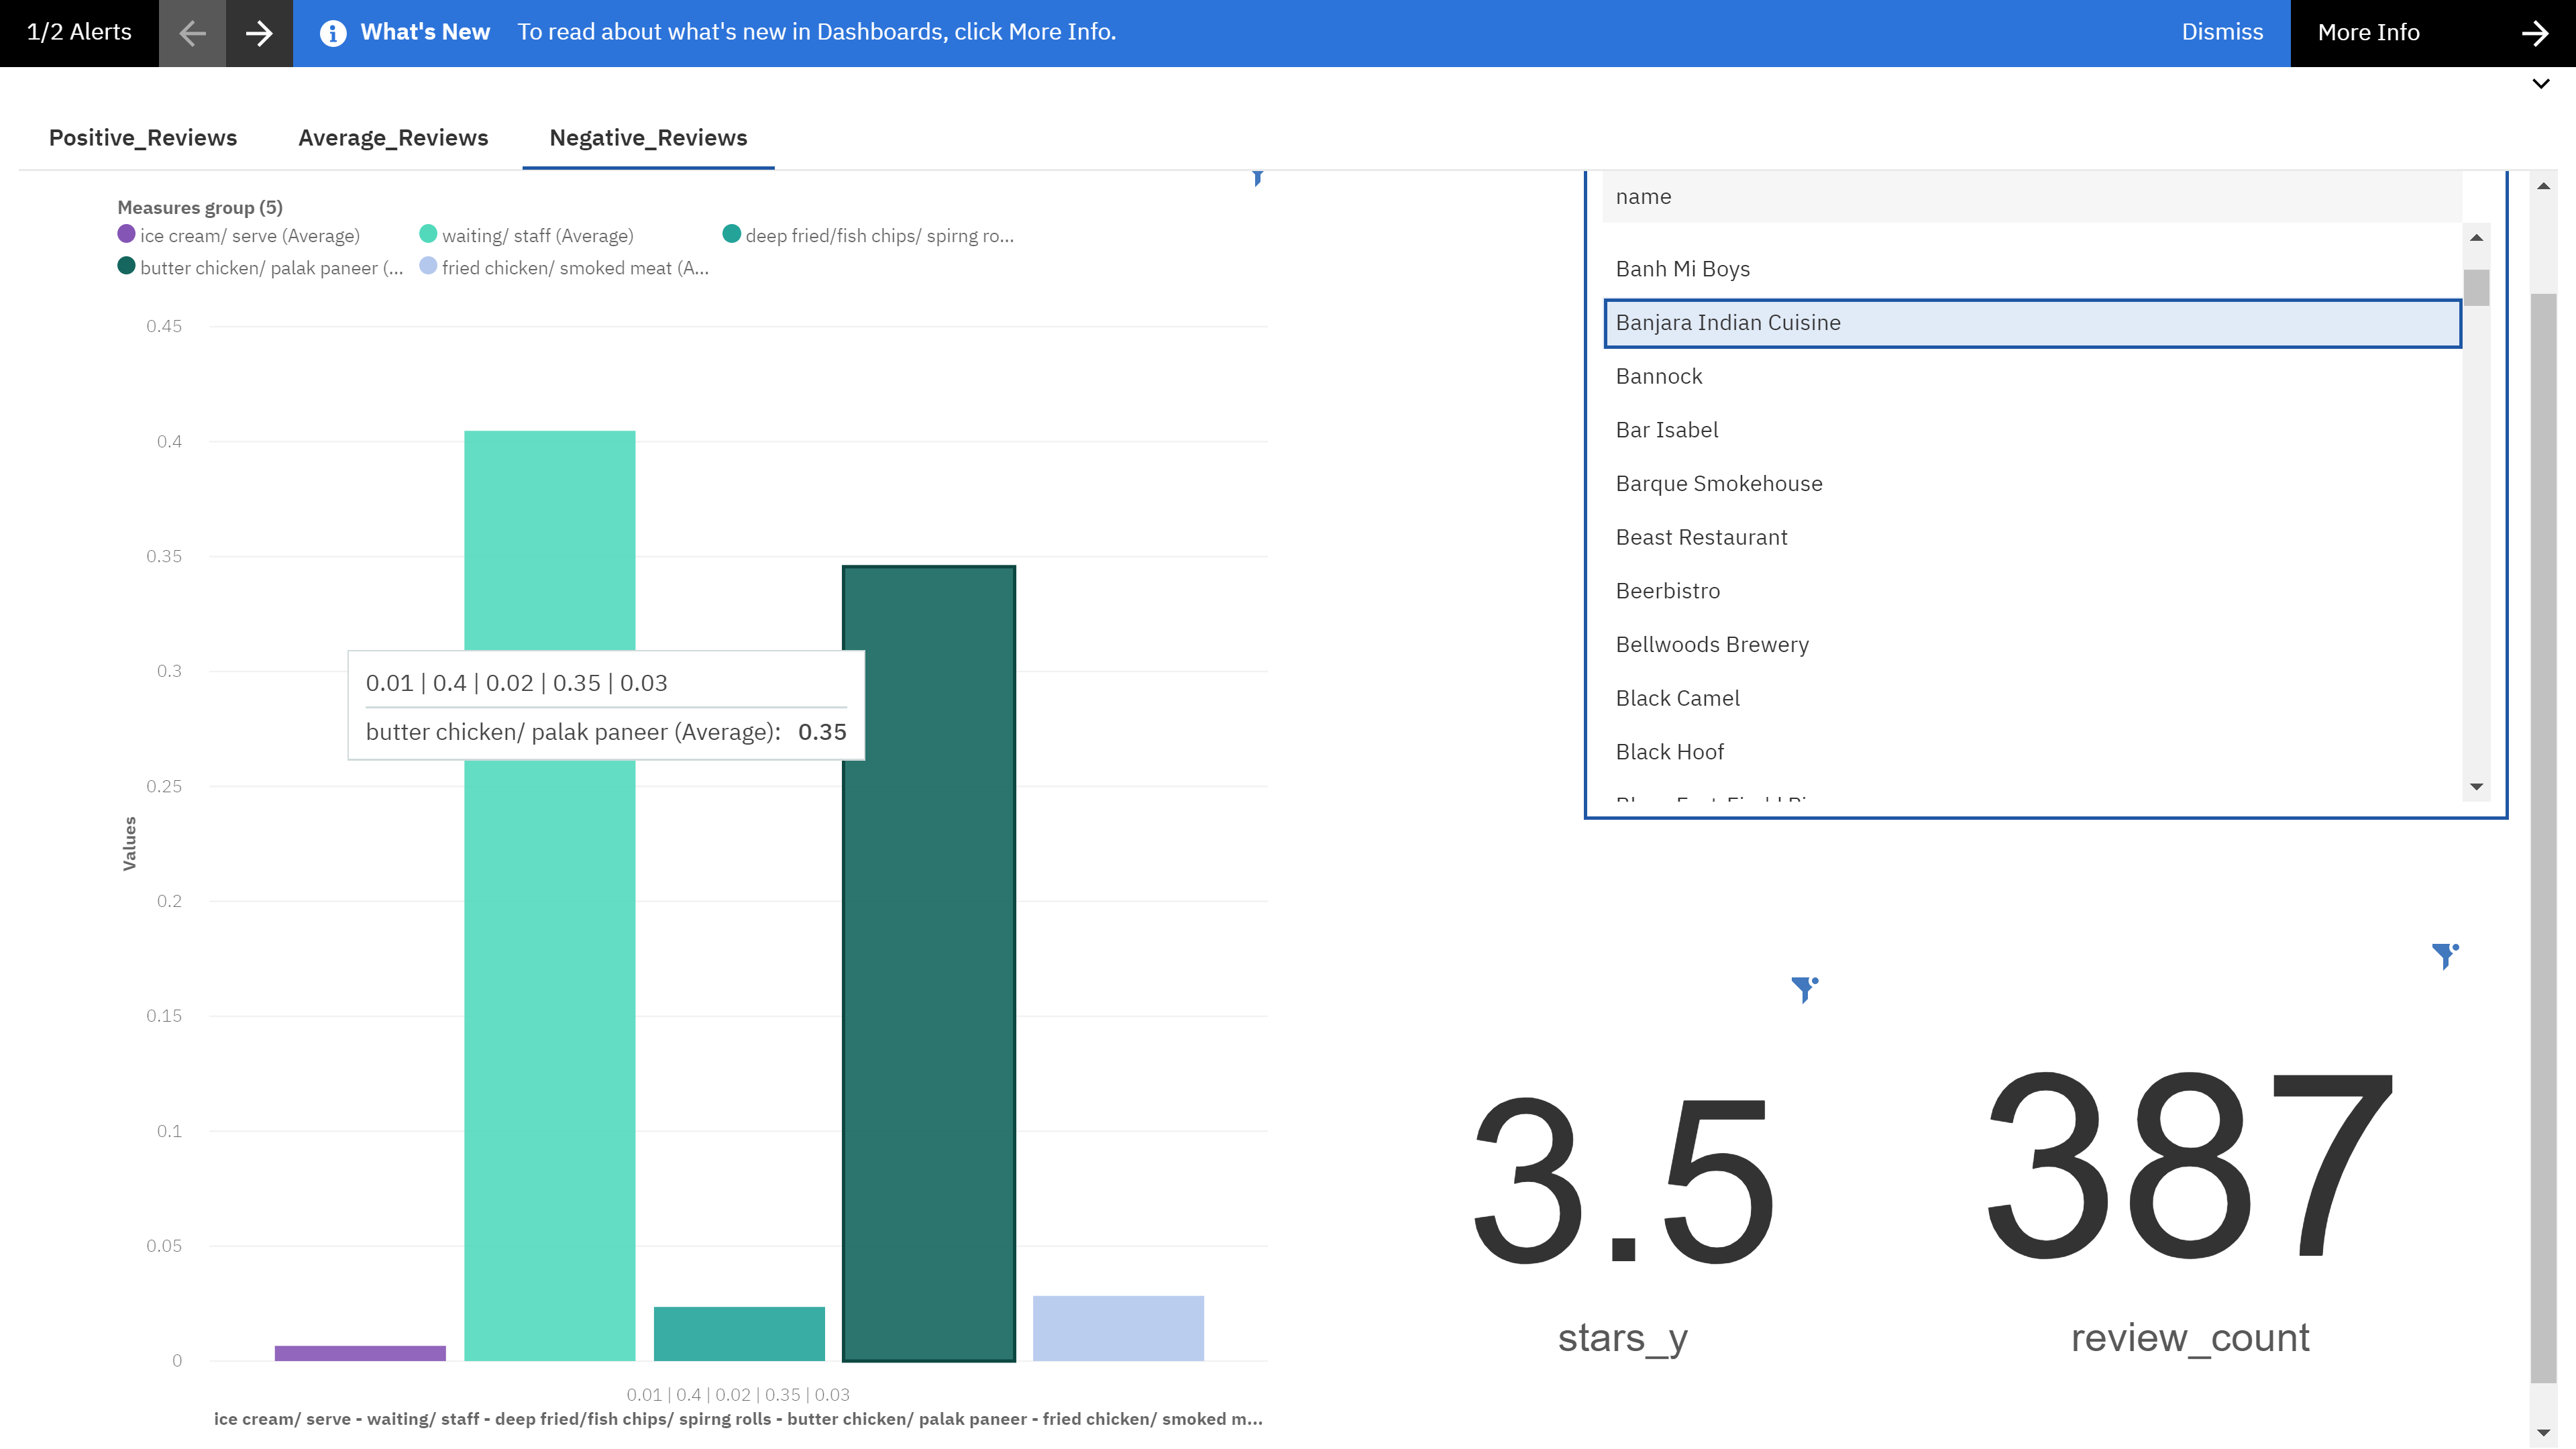 1/2 Alerts
What's New To read about what's new in Dashboards, click More Info.
Dismiss
More Info
Positive_Reviews
Average_Reviews
Negative_Reviews
Measures group (5)
ice cream/ serve (Average)
waiting/ staff (Average)
deep fried/fish chips/ spirng ro...
butter chicken/ palak paneer (...
fried chicken/ smoked meat (A...
Values
0.45
0.4
0.35
0.3
0.25
0.2
0.15
0.1
0.05
0
0.01 | 0.4 | 0.02 | 0.35 | 0.03
butter chicken/ palak paneer (Average): 0.35
0.01 | 0.4 | 0.02 | 0.35 | 0.03
ice cream/ serve - waiting/ staff - deep fried/fish chips/ spirng rolls - butter chicken/ palak paneer - fried chicken/ smoked m...
name
Banh Mi Boys
Banjara Indian Cuisine
Bannock
Bar Isabel
Barque Smokehouse
Beast Restaurant
Beerbistro
Bellwoods Brewery
Black Camel
Black Hoof
3.5
stars_y
387
review_count